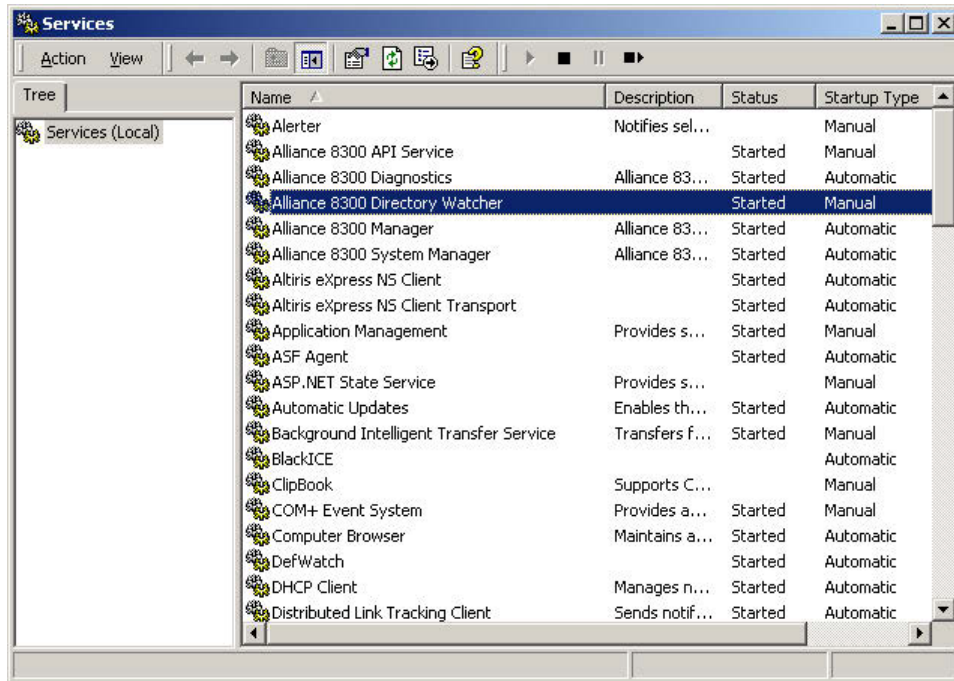 Services
Action View
Tree
Services (Local)
Name Description Status Startup Type
Alerter Notifies sel... Manual
Alliance 8300 API Service Started Manual
Alliance 8300 Diagnostics Alliance 83... Started Automatic
Alliance 8300 Directory Watcher Started Manual
Alliance 8300 Manager Alliance 83... Started Automatic
Alliance 8300 System Manager Alliance 83... Started Automatic
Altiris eXpress NS Client Started Automatic
Altiris eXpress NS Client Transport Started Automatic
Application Management Provides s... Started Manual
ASF Agent Started Automatic
ASP.NET State Service Provides s... Manual
Automatic Updates Enables th... Started Automatic
Background Intelligent Transfer Service Transfers f... Started Manual
BlackICE Automatic
ClipBook Supports C... Manual
COM+ Event System Provides a... Started Manual
Computer Browser Maintains a... Started Automatic
DefWatch Started Automatic
DHCP Client Manages n... Started Automatic
Distributed Link Tracking Client Sends notif... Started Automatic